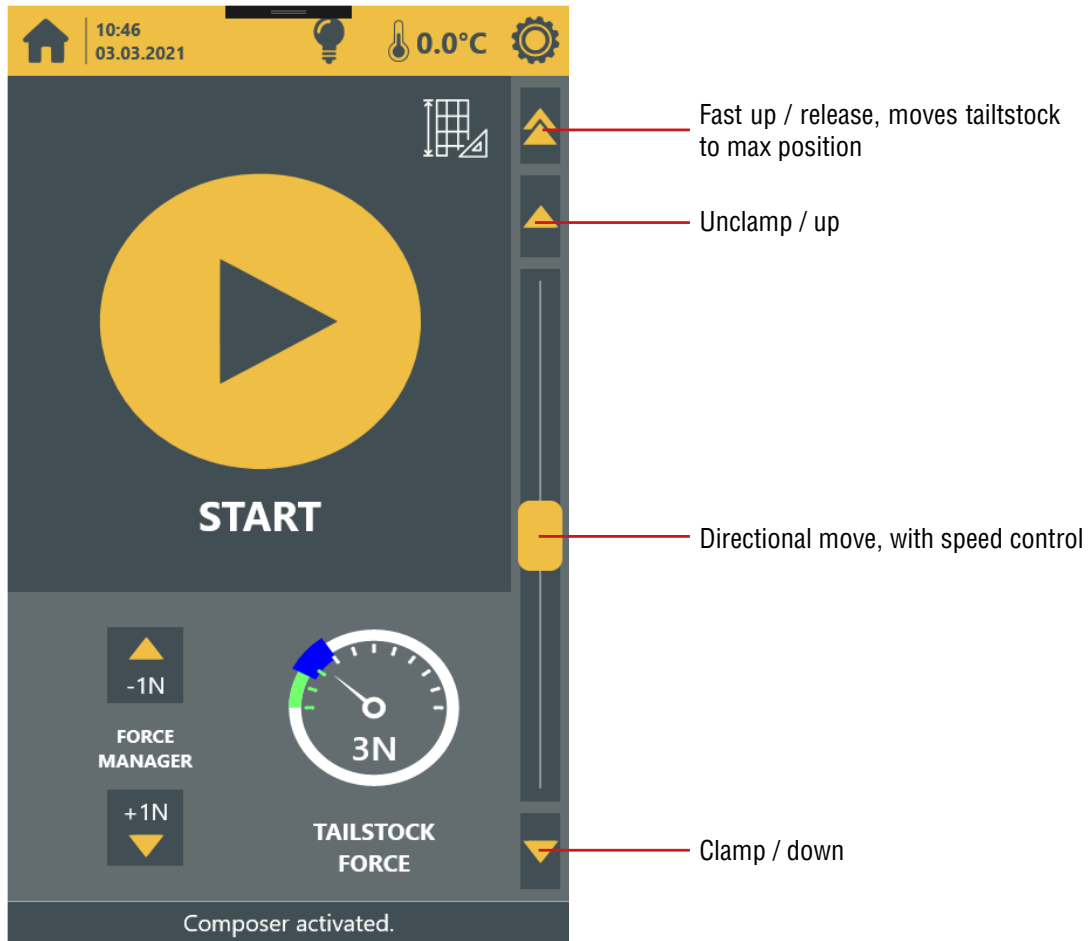 10:46
03.03.2021
0.0°C
Fast up / release, moves tailtstock
to max position
Unclamp / up
START
Directional move, with speed control
-1N
FORCE
MANAGER
+1N
3N
TAILSTOCK
FORCE
Clamp / down
Composer activated.